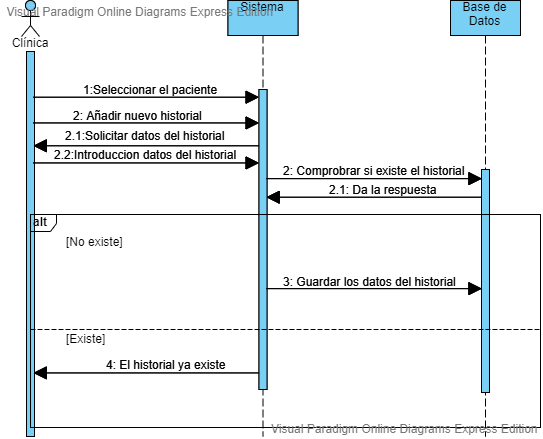 Visual Paradigm Online Diagrams Express Edition
Sistema
Base de
Datos
Clínica
1:Seleccionar el paciente
2: Añadir nuevo historial
2.1:Solicitar datos del historial
2.2:Introduccion datos del historial
2: Comprobrar si existe el historial
2.1: Da la respuesta
alt
[No existe]
3: Guardar los datos del historial
[Existe]
4: El historial ya existe
Visual Paradigm Online Diagrams Express Edition